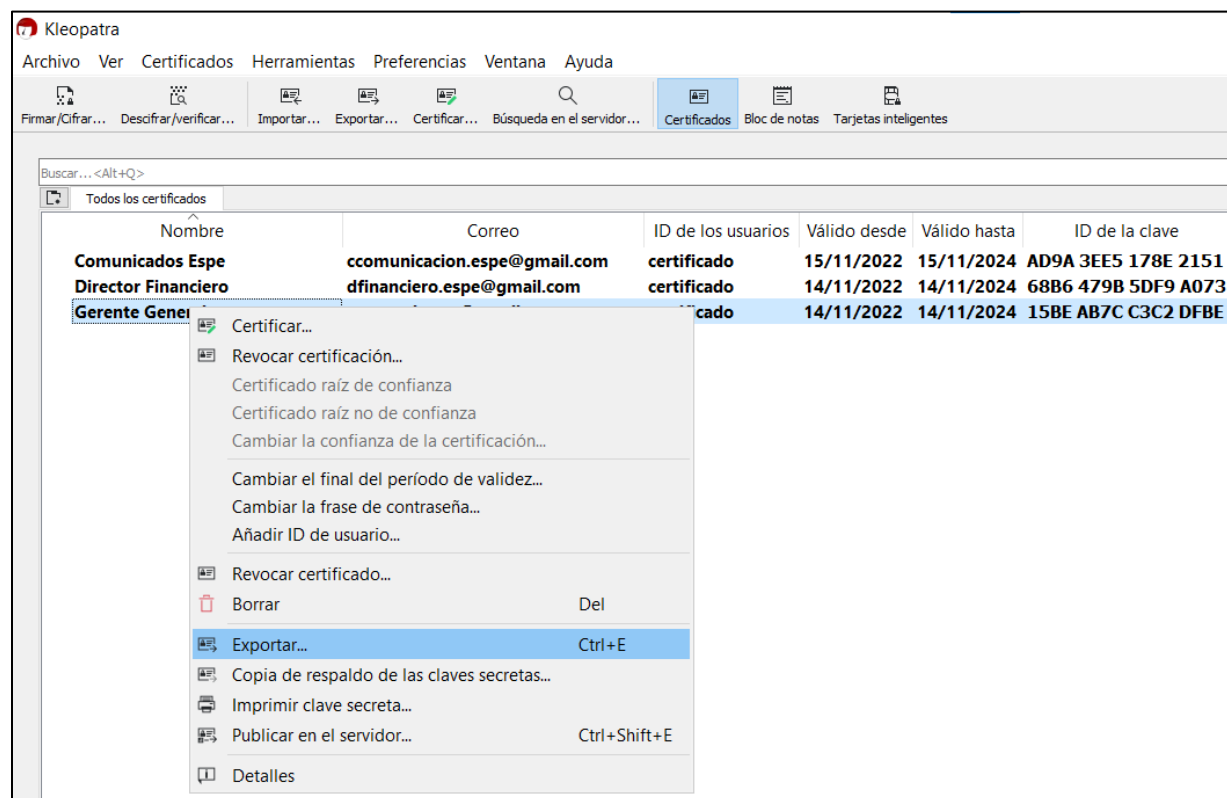 Kleopatra
Archivo Ver Certificados Herramientas Preferencias Ventana Ayuda
Firmar/Cifrar... Descifrar/verificar... Importar... Exportar... Certificar... Búsqueda en el servidor... Certificados Bloc de notas Tarjetas inteligentes
Buscar...<Alt+Q>
Todos los certificados
Nombre Correo ID de los usuarios Válido desde Válido hasta ID de la clave
Comunicados Espe ccomunicacion.espe@gmail.com certificado 15/11/2022 15/11/2024 AD9A 3EE5 178E 2151
Director Financiero dfinanciero.espe@gmail.com certificado 14/11/2022 14/11/2024 68B6 479B 5DF9 A073
Gerente 14/11/2022 14/11/2024 15BE AB7C C3C2 DFBE
Certificar...
Revocar certificación...
Certificado raíz de confianza
Certificado raíz no de confianza
Cambiar la confianza de la certificación...
Cambiar el final del período de validez...
Cambiar la frase de contraseña...
Añadir ID de usuario...
Revocar certificado...
Borrar Del
Exportar... Ctrl+E
Copia de respaldo de las claves secretas...
Imprimir clave secreta...
Publicar en el servidor... Ctrl+Shift+E
Detalles